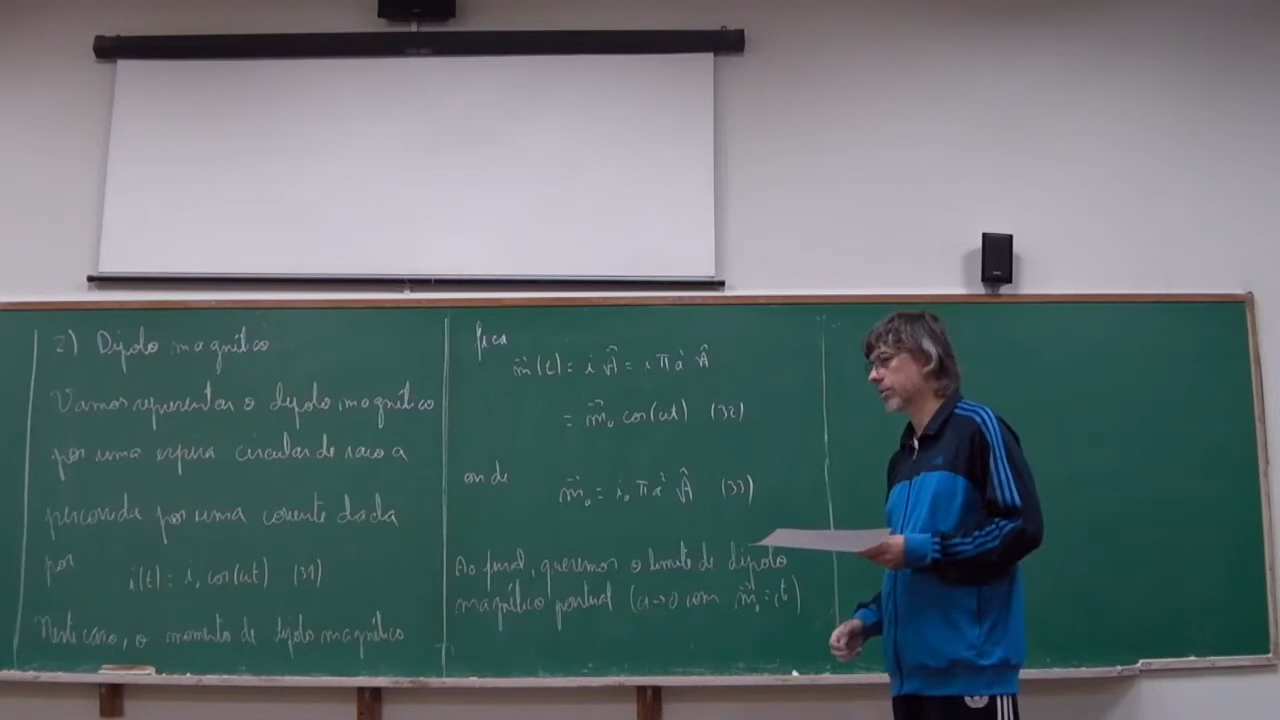 2) Dipolo magnético
Vamos representar o dipolo magnético
por uma espira circular de raio a
percorrida por uma corrente dada
por
i(t) = i₀ cos(ωt) (31)
Neste caso, o momento de dipolo magnético
fica
m⃗(t) = i A⃗ = i π a² Â
= m⃗₀ cos(ωt) (32)
onde
m⃗₀ = i₀ π a² Â (33)
Ao final, queremos o limite de dipolo
magnético pontual (a→0 com m⃗₀ = ct)
adidas